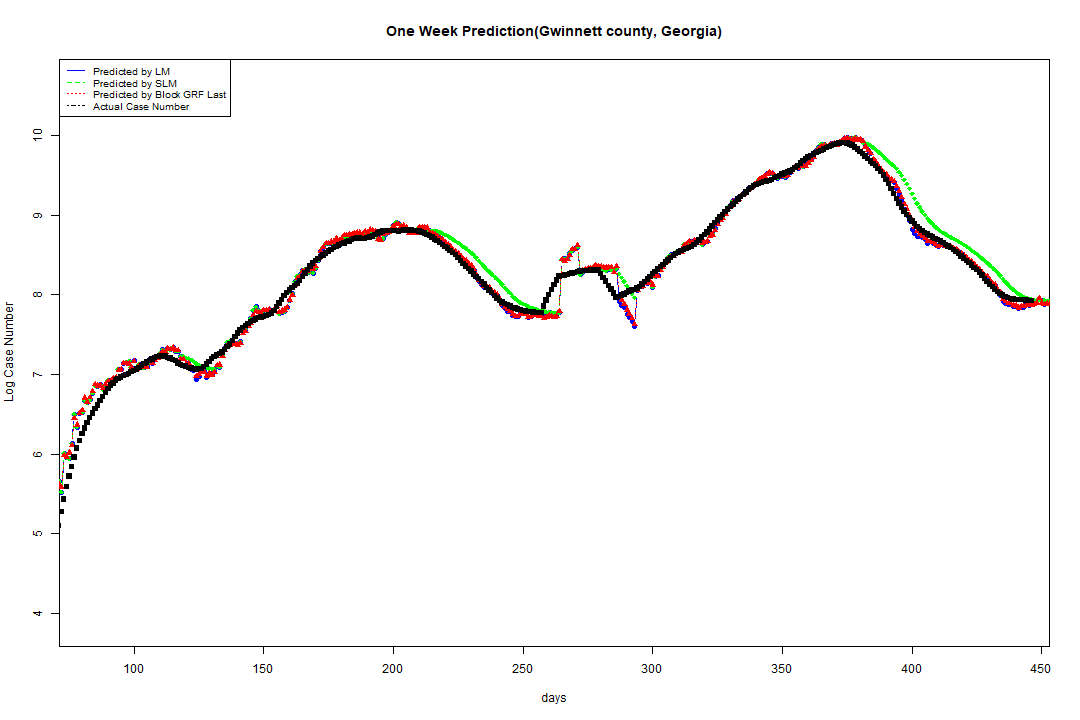 One Week Prediction(Gwinnett county, Georgia)
Predicted by LM
Predicted by SLM
Predicted by Block GRF Last
Actual Case Number
10
9
8
7
6
5
4
Log Case Number
100 150 200 250 300 350 400 450
days